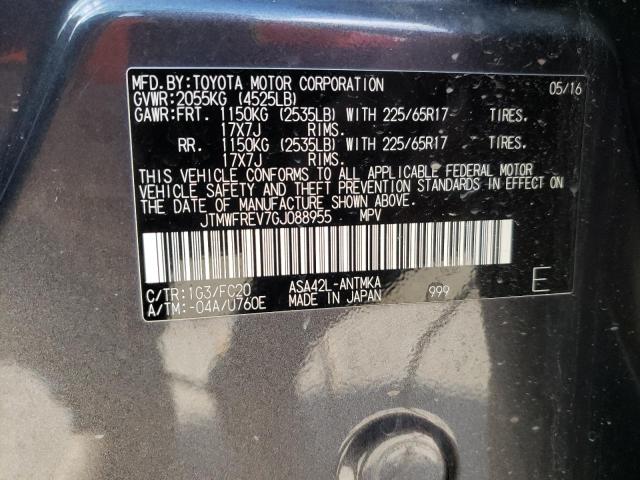 MFD.BY:TOYOTA MOTOR CORPORATION 05/16
GVWR:2055KG (4525LB)
GAWR:FRT. 1150KG (2535LB) WITH 225/65R17 TIRES.
17X7J RIMS.
RR. 1150KG (2535LB) WITH 225/65R17 TIRES.
17X7J RIMS.
THIS VEHICLE CONFORMS TO ALL APPLICABLE FEDERAL MOTOR
VEHICLE SAFETY AND THEFT PREVENTION STANDARDS IN EFFECT ON
THE DATE OF MANUFACTURE SHOWN ABOVE.
JTMWFREV7GJ088955 MPV
C/TR:1G3/FC20 ASA42L-ANTMKA 999 E
A/TM:-04A/U760E MADE IN JAPAN